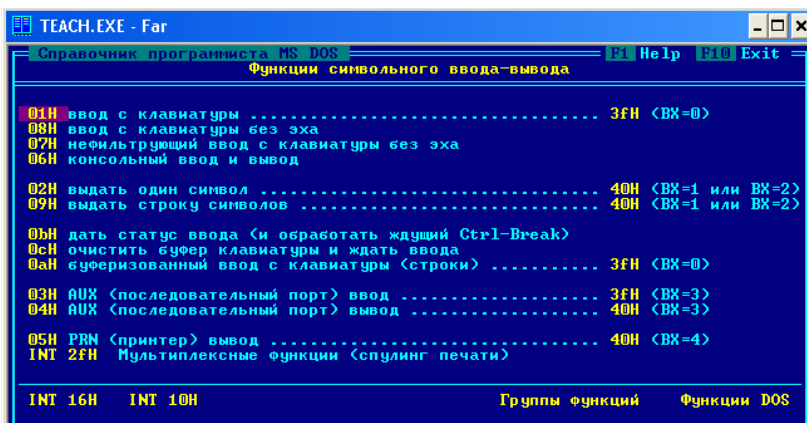 TEACH.EXE - Far
Справочник программиста MS DOS F1 Help F10 Exit
Функции символьного ввода-вывода
01H ввод с клавиатуры ................................. 3fH (BX=0)
08H ввод с клавиатуры без эха
07H нефильтрующий ввод с клавиатуры без эха
06H консольный ввод и вывод
02H выдать один символ ................................ 40H (BX=1 или BX=2)
09H выдать строку символов ............................ 40H (BX=1 или BX=2)
0bH дать статус ввода (и обработать ждущий Ctrl-Break)
0cH очистить буфер клавиатуры и ждать ввода
0aH буферизованный ввод с клавиатуры (строки) .......... 3fH (BX=0)
03H AUX (последовательный порт) ввод ................... 3fH (BX=3)
04H AUX (последовательный порт) вывод .................. 40H (BX=3)
05H PRN (принтер) вывод ............................... 40H (BX=4)
INT 2fH Мультиплексные функции (спулинг печати)
INT 16H INT 10H Группы функций Функции DOS